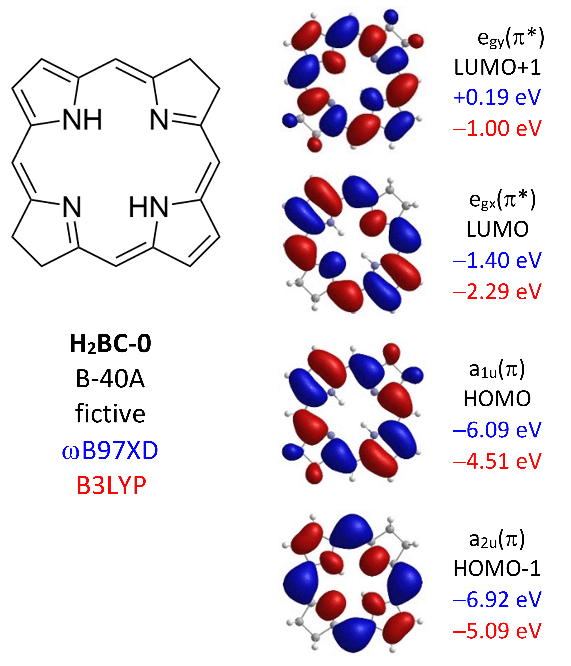 NH
N
N
HN
H₂BC-0
B-40A
fictive
ωB97XD
B3LYP
e_gy(π*)
LUMO+1
+0.19 eV
−1.00 eV
e_gx(π*)
LUMO
−1.40 eV
−2.29 eV
a_1u(π)
HOMO
−6.09 eV
−4.51 eV
a_2u(π)
HOMO-1
−6.92 eV
−5.09 eV